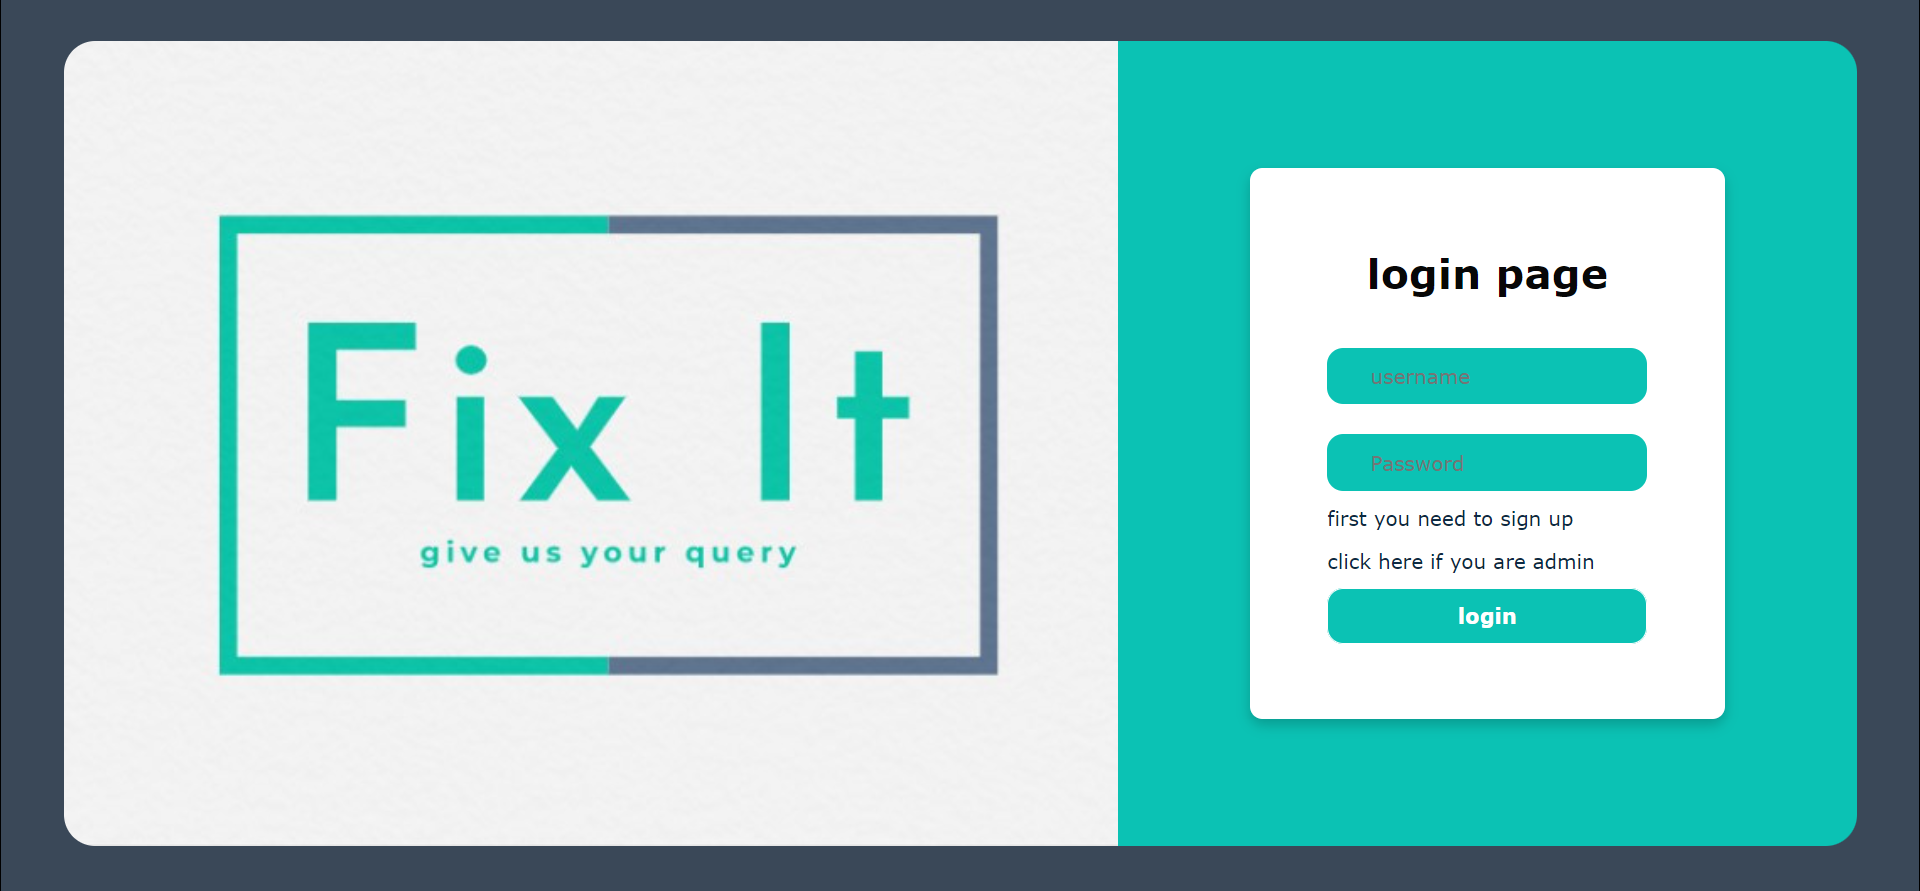 Fix It
give us your query
login page
username
Password
first you need to sign up
click here if you are admin
login